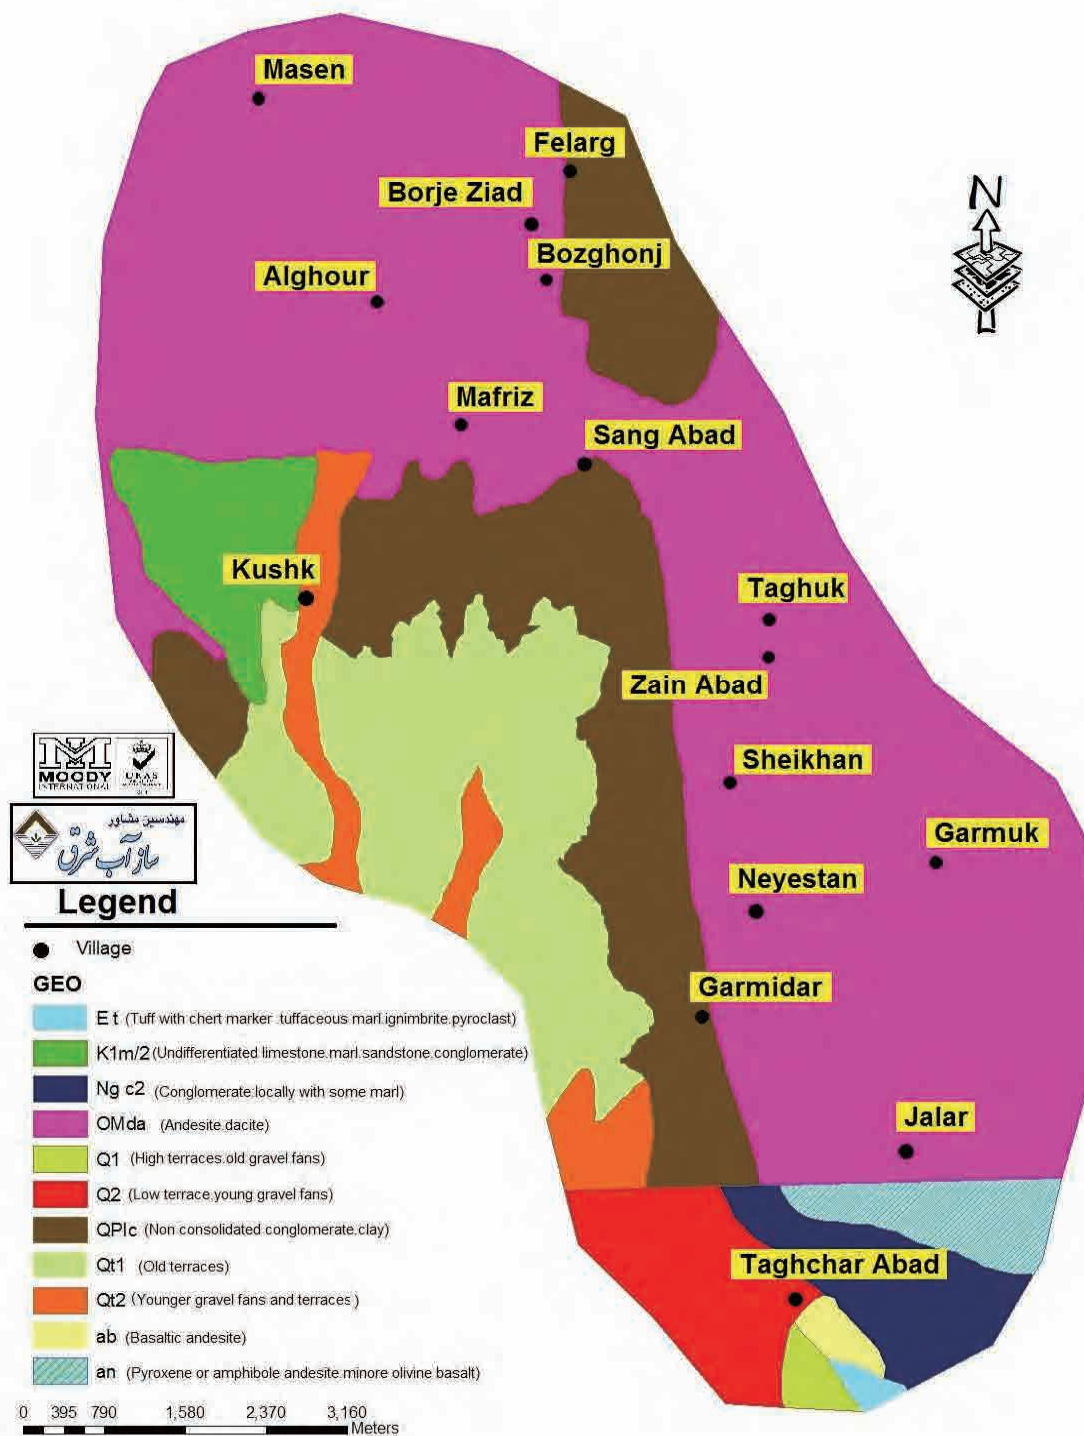 Masen
Felarg
Borje Ziad
Bozghonj
Alghour
N
Mafriz
Sang Abad
Kushk
Taghuk
Zain Abad
Sheikhan
Garmuk
Neyestan
Garmidar
Jalar
Taghchar Abad
MOODY
INTERNATIONAL
UKAS
مهندسین مشاور
ساز آب شرق
Legend
Village
GEO
Et (Tuff with chert marker.tuffaceous marl.ignimbrite.pyroclast)
K1m/2 (Undifferentiated limestone.marl.sandstone.conglomerate)
Ng c2 (Conglomerate.locally with some marl)
OMda (Andesite.dacite)
Q1 (High terraces.old gravel fans)
Q2 (Low terrace.young gravel fans)
QPlc (Non consolidated.conglomerate.clay)
Qt1 (Old terraces)
Qt2 (Younger gravel fans and terraces)
ab (Basaltic andesite)
an (Pyroxene or amphibole andesite.minore olivine basalt)
0 395 790 1,580 2,370 3,160
Meters